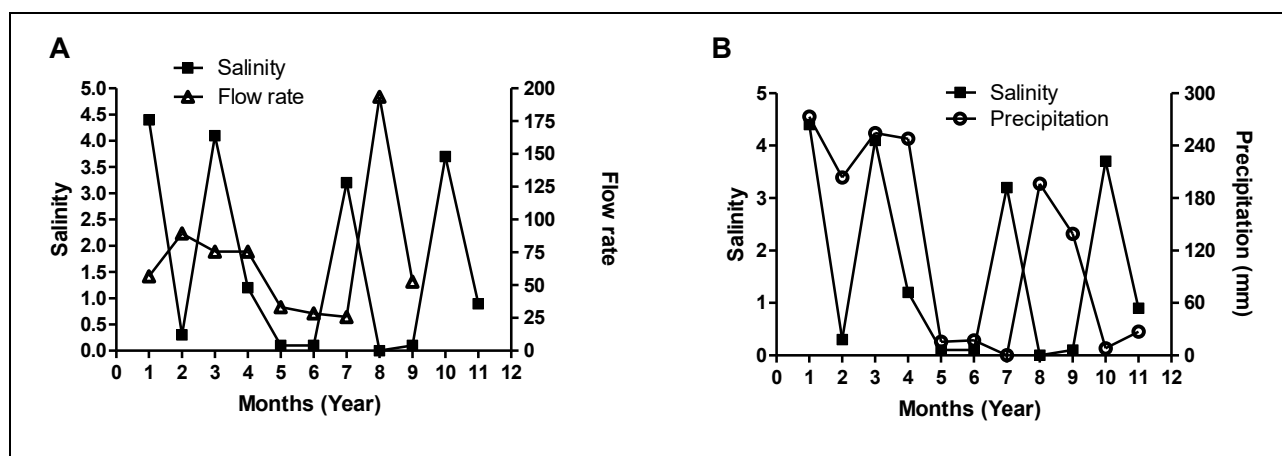 A
Salinity
Flow rate
5.0
4.5
4.0
3.5
3.0
2.5
2.0
1.5
1.0
0.5
0.0
Salinity
200
175
150
125
100
75
50
25
0
Flow rate
0 1 2 3 4 5 6 7 8 9 10 11 12
Months (Year)
B
Salinity
Precipitation
5
4
3
2
1
0
Salinity
300
240
180
120
60
0
Precipitation (mm)
0 1 2 3 4 5 6 7 8 9 10 11 12
Months (Year)